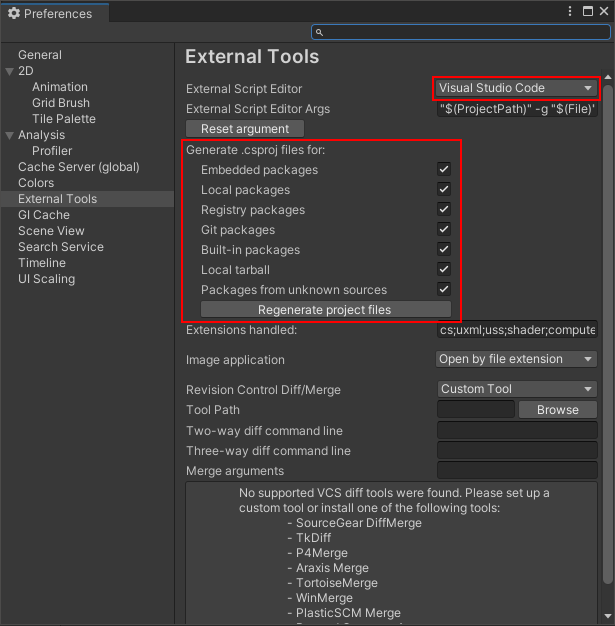 Preferences
General
2D
Animation
Grid Brush
Tile Palette
Analysis
Profiler
Cache Server (global)
Colors
External Tools
GI Cache
Scene View
Search Service
Timeline
UI Scaling
External Tools
External Script Editor Visual Studio Code
External Script Editor Args "$(ProjectPath)" -g "$(File)"
Reset argument
Generate .csproj files for:
Embedded packages
Local packages
Registry packages
Git packages
Built-in packages
Local tarball
Packages from unknown sources
Regenerate project files
Extensions handled: cs;uxml;uss;shader;compute
Image application Open by file extension
Revision Control Diff/Merge Custom Tool
Tool Path Browse
Two-way diff command line
Three-way diff command line
Merge arguments
No supported VCS diff tools were found. Please set up a
custom tool or install one of the following tools:
- SourceGear DiffMerge
- TkDiff
- P4Merge
- Araxis Merge
- TortoiseMerge
- WinMerge
- PlasticSCM Merge